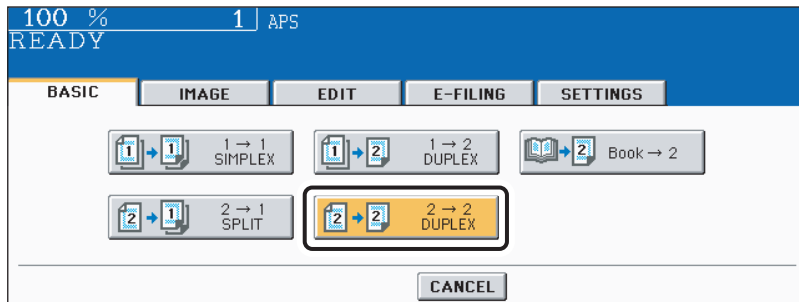 100 % 1 APS
READY
BASIC IMAGE EDIT E-FILING SETTINGS
1 → 1 SIMPLEX
1 → 2 DUPLEX
Book → 2
2 → 1 SPLIT
2 → 2 DUPLEX
CANCEL